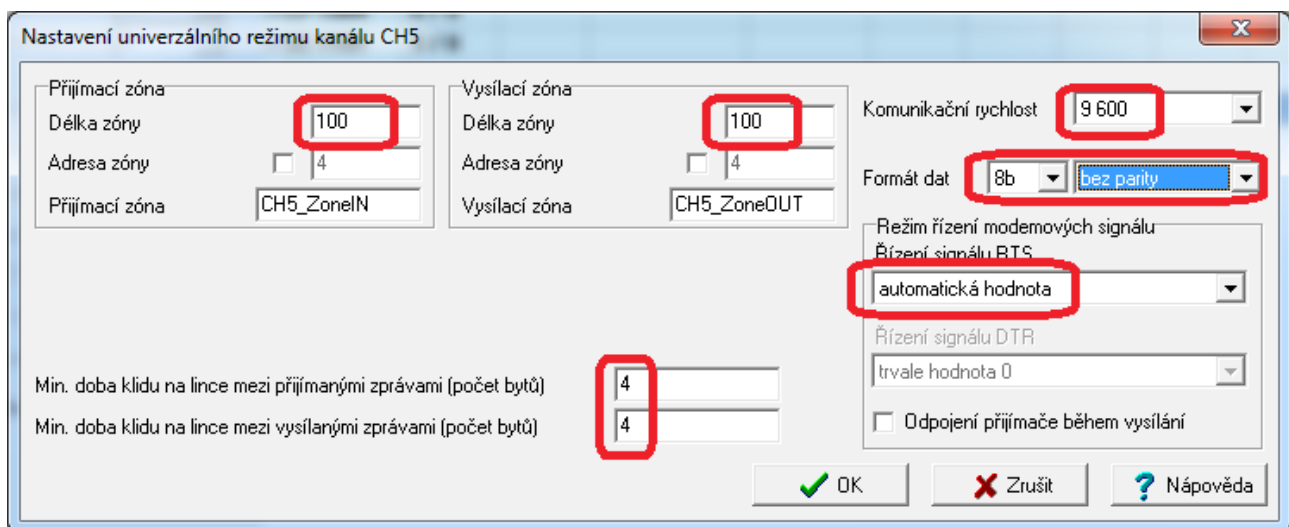 Nastavení univerzálního režimu kanálu CH5
Přijímací zóna
Délka zóny 100
Adresa zóny 4
Přijímací zóna CH5_ZoneIN
Vysílací zóna
Délka zóny 100
Adresa zóny 4
Vysílací zóna CH5_ZoneOUT
Komunikační rychlost 9 600
Formát dat 8b bez parity
Režim řízení modemových signálu
Řízení signálu RTS
automatická hodnota
Řízení signálu DTR
trvale hodnota 0
Odpojení přijímače během vysílání
Min. doba klidu na lince mezi přijímanými zprávami (počet bytů) 4
Min. doba klidu na lince mezi vysílanými zprávami (počet bytů) 4
OK Zrušit Nápověda